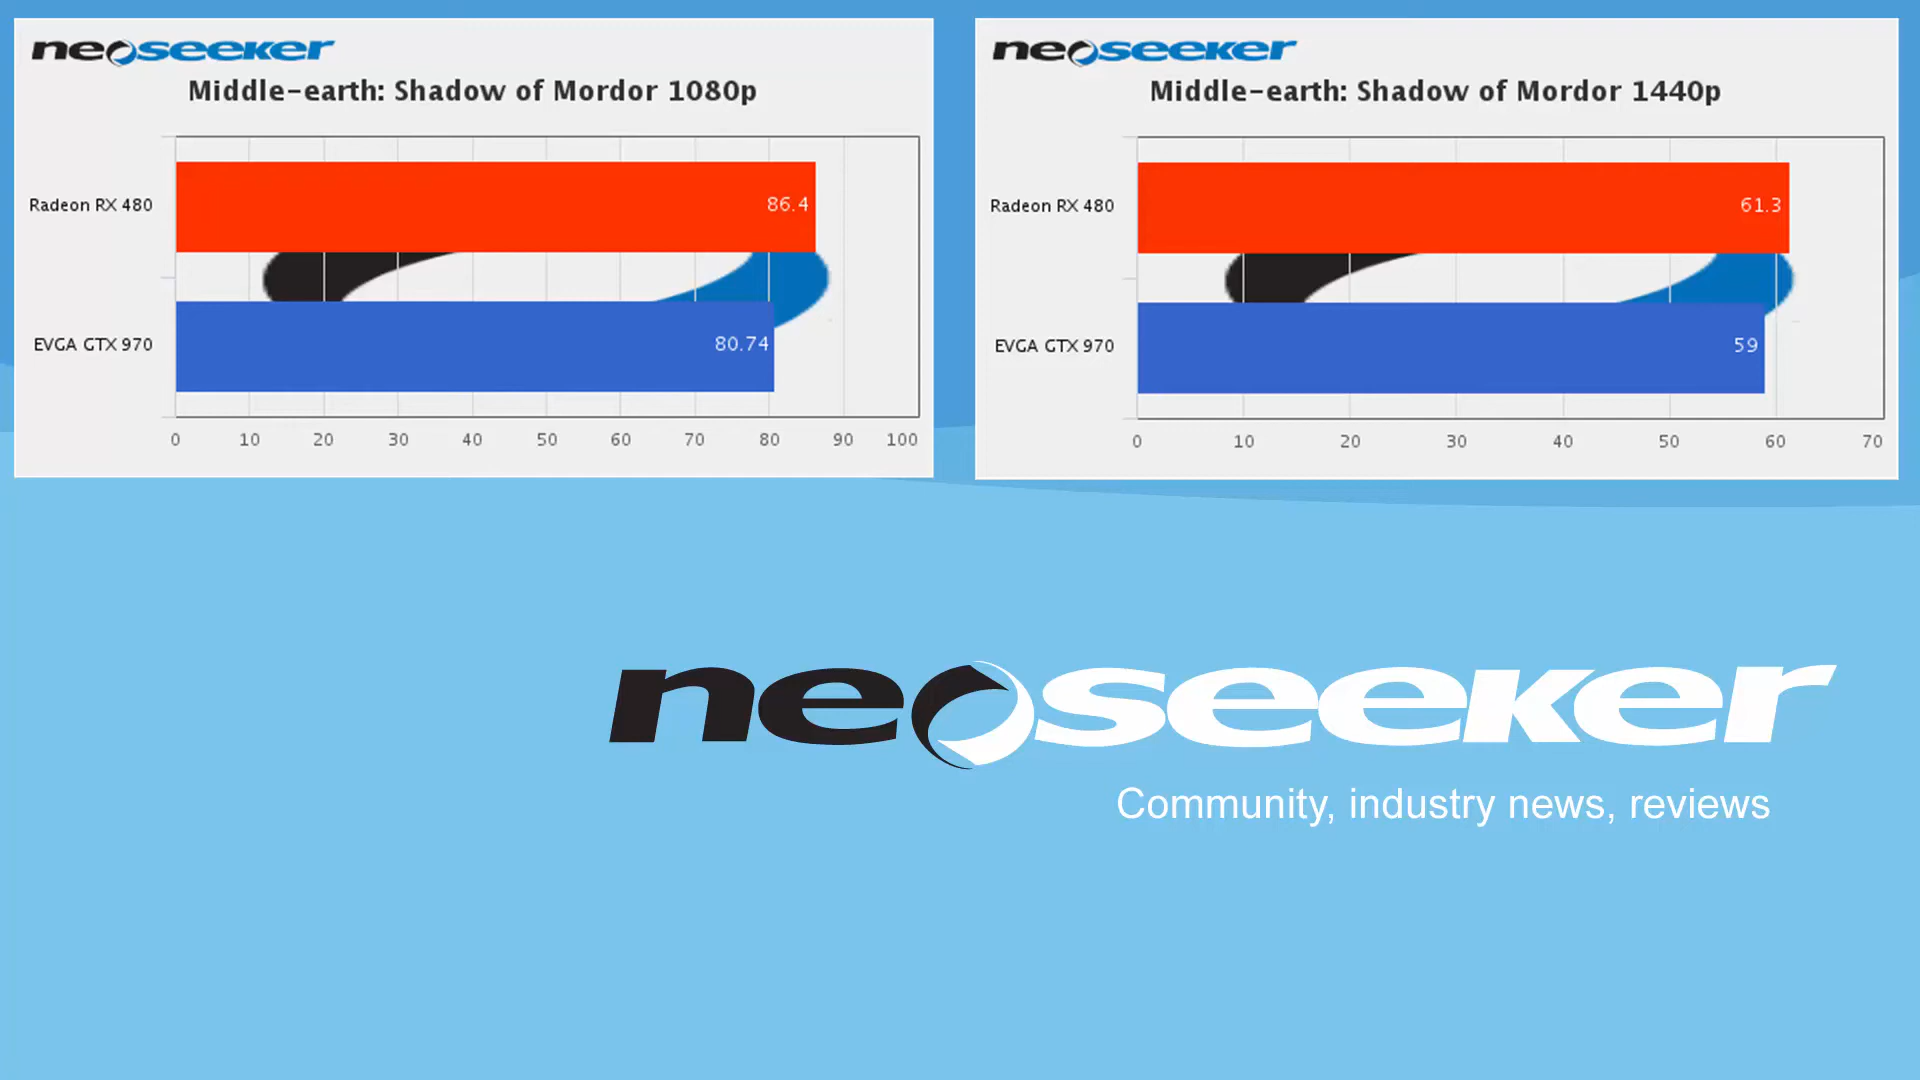 neoseeker
Middle-earth: Shadow of Mordor 1080p
Radeon RX 480
86.4
EVGA GTX 970
80.74
0 10 20 30 40 50 60 70 80 90 100
neoseeker
Middle-earth: Shadow of Mordor 1440p
Radeon RX 480
61.3
EVGA GTX 970
59
0 10 20 30 40 50 60 70
neoseeker
Community, industry news, reviews